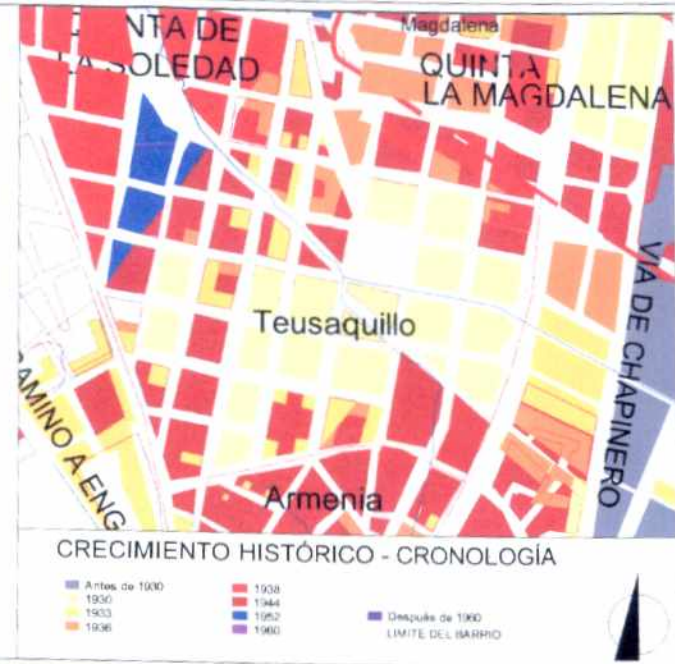 NTA DE
LA SOLEDAD
Magdalena
QUINTA
LA MAGDALENA
VIA DE CHAPINERO
Teusaquillo
CAMINO A ENG
Armenia
CRECIMIENTO HISTÓRICO - CRONOLOGÍA
Antes de 1930
1930
1933
1936
1938
1944
1952
1960
Después de 1960
LIMITE DEL BARRIO